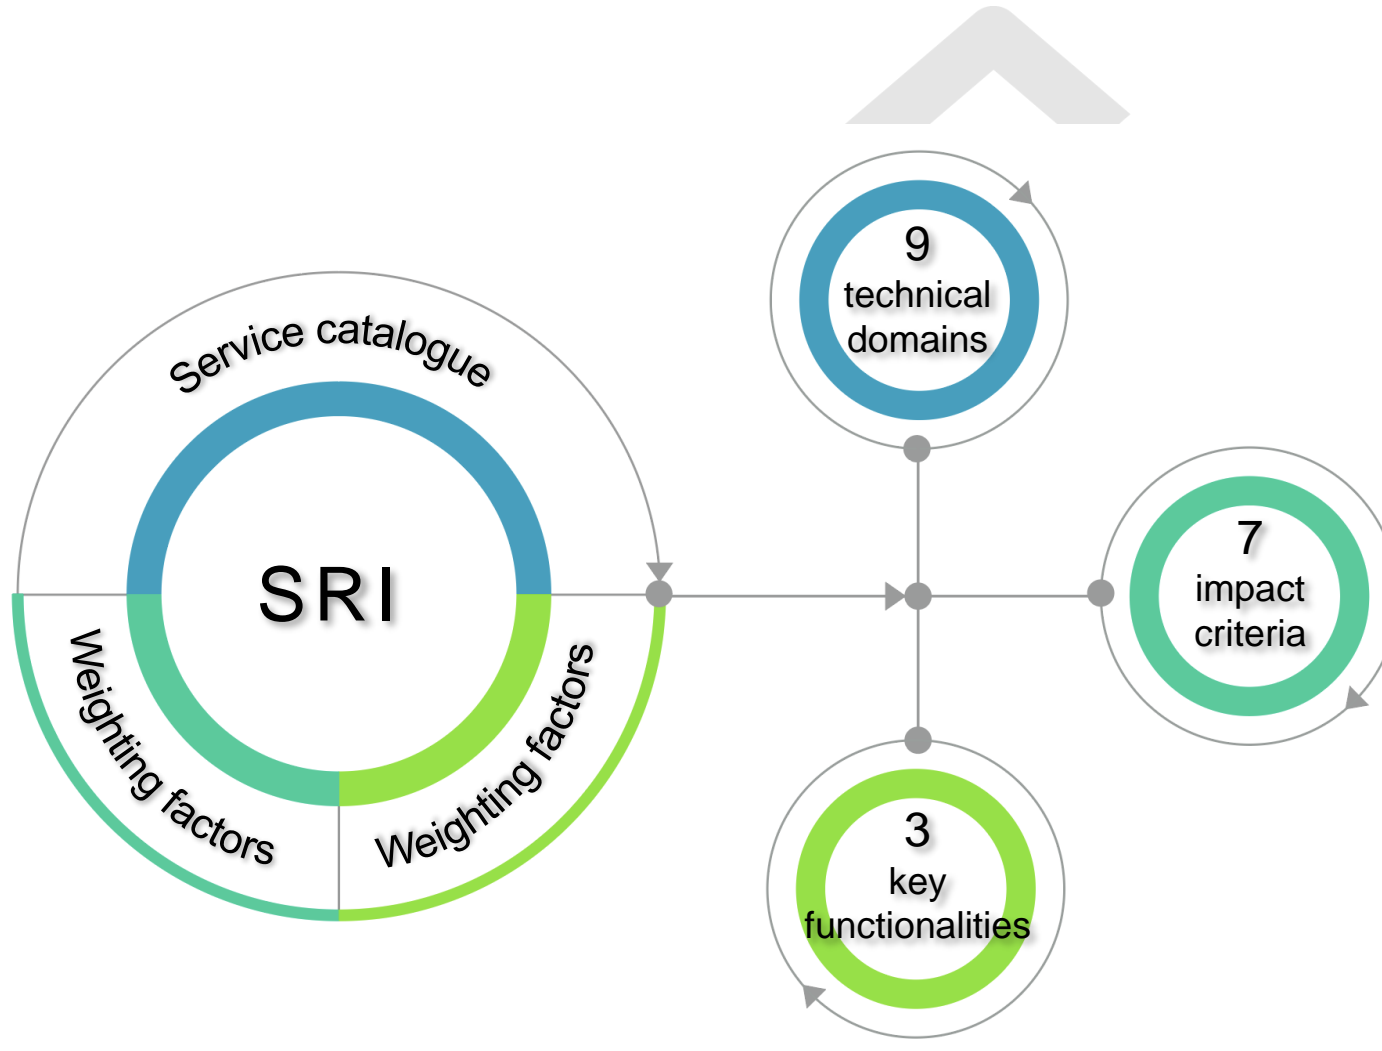 Service catalogue
SRI
Weighting factors
Weighting factors
9
technical
domains
7
impact
criteria
3
key
functionalities